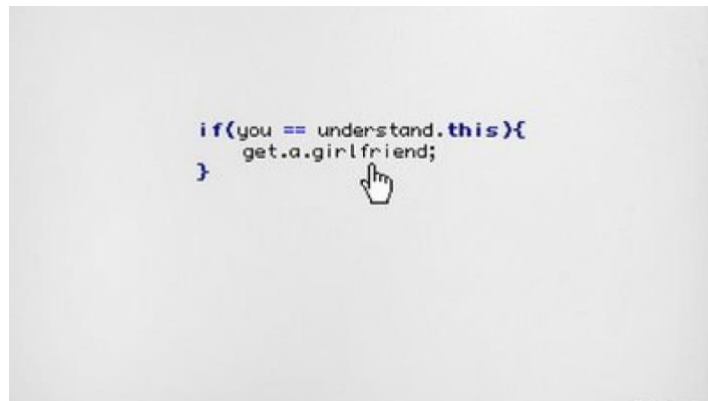 if(you == understand.this){
get.a.girlfriend;
}